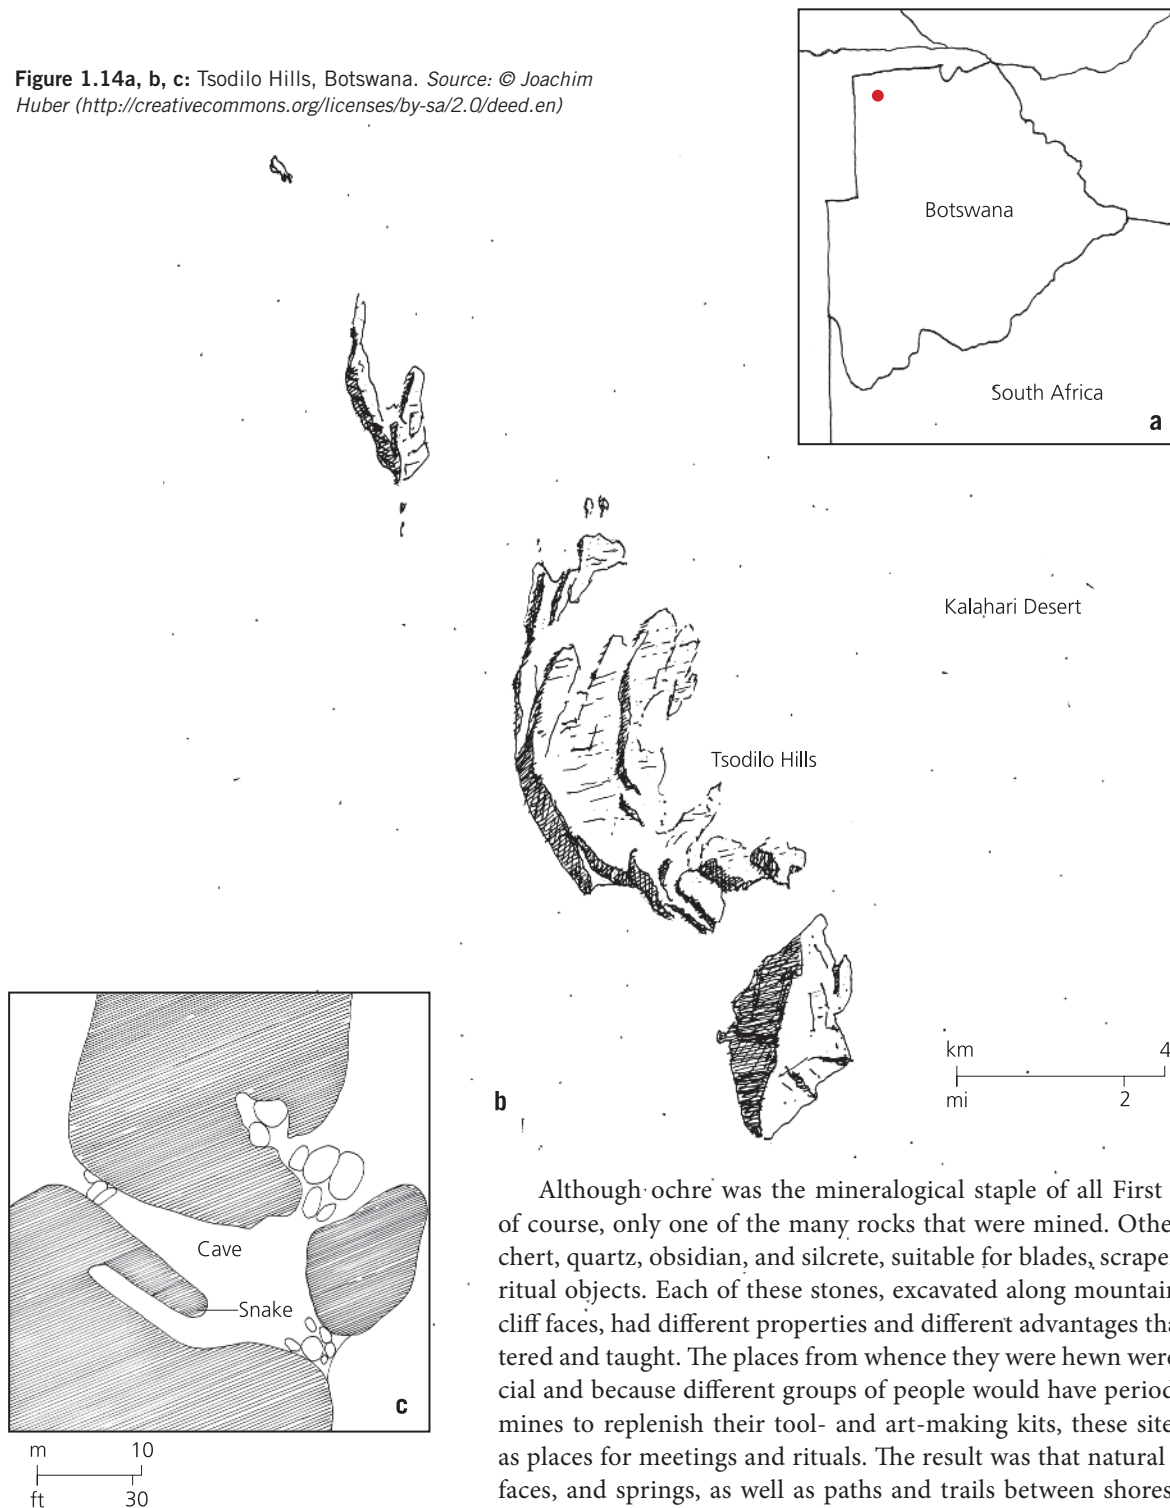 Figure 1.14a, b, c: Tsodilo Hills, Botswana. Source: © Joachim
Huber (http://creativecommons.org/licenses/by-sa/2.0/deed.en)
Botswana
South Africa
a
Kalahari Desert
Tsodilo Hills
km 4
mi 2
b
Cave
Snake
c
m 10
ft 30
Although ochre was the mineralogical staple of all First
of course, only one of the many rocks that were mined. Othe
chert, quartz, obsidian, and silcrete, suitable for blades, scrape
ritual objects. Each of these stones, excavated along mountain
cliff faces, had different properties and different advantages tha
tered and taught. The places from whence they were hewn were
cial and because different groups of people would have period
mines to replenish their tool- and art-making kits, these site
as places for meetings and rituals. The result was that natural
faces, and springs, as well as paths and trails between shores